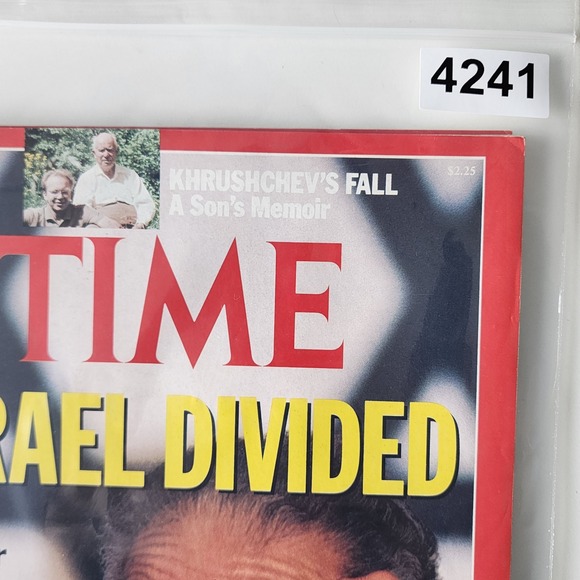 4241
KHRUSHCHEV'S FALL
A Son's Memoir
$2.25
TIME
RAEL DIVIDED
r